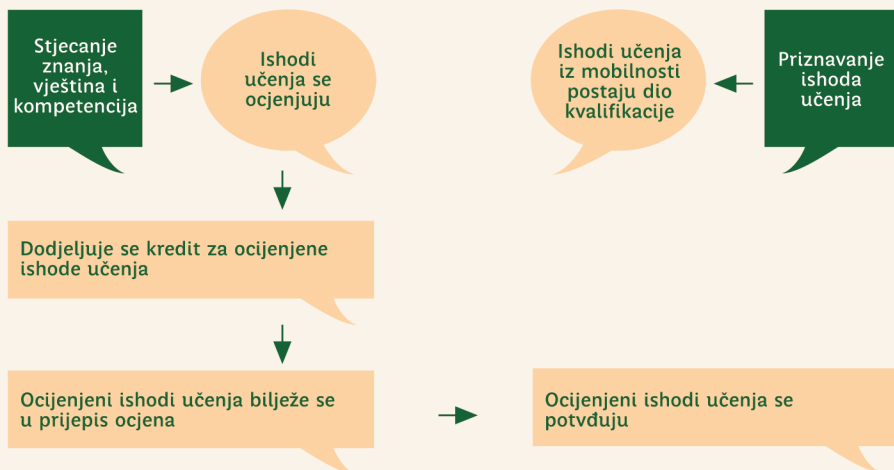 Stjecanje
znanja,
vještina i
kompetencija
Ishodi
učenja se
ocjenjuju
Ishodi učenja
iz mobilnosti
postaju dio
kvalifikacije
Priznavanje
ishoda
učenja
Dodjeljuje se kredit za ocijenjene
ishode učenja
Ocijenjeni ishodi učenja bilježe se
u prijepis ocjena
Ocijenjeni ishodi učenja se
potvđuju